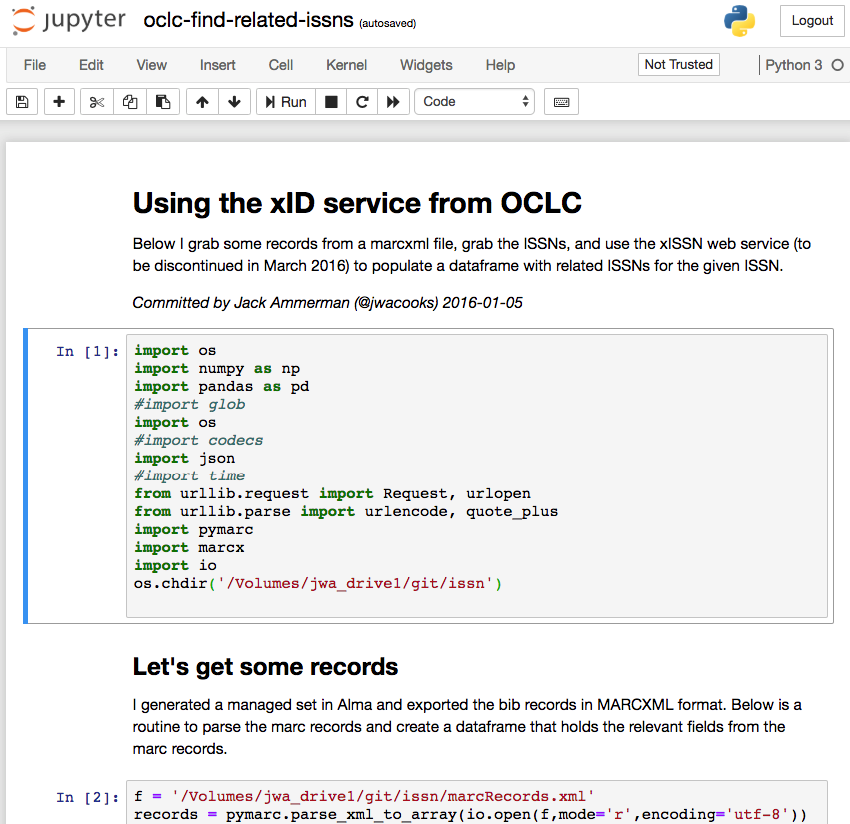 jupyter oclc-find-related-issns (autosaved) Logout
File Edit View Insert Cell Kernel Widgets Help Not Trusted Python 3
Run Code
Using the xID service from OCLC
Below I grab some records from a marcxml file, grab the ISSNs, and use the xISSN web service (to
be discontinued in March 2016) to populate a dataframe with related ISSNs for the given ISSN.
Committed by Jack Ammerman (@jwacooks) 2016-01-05
In [1]: import os
import numpy as np
import pandas as pd
#import glob
import os
#import codecs
import json
#import time
from urllib.request import Request, urlopen
from urllib.parse import urlencode, quote_plus
import pymarc
import marcx
import io
os.chdir('/Volumes/jwa_drive1/git/issn')
Let's get some records
I generated a managed set in Alma and exported the bib records in MARCXML format. Below is a
routine to parse the marc records and create a dataframe that holds the relevant fields from the
marc records.
In [2]: f = '/Volumes/jwa_drive1/git/issn/marcRecords.xml'
records = pymarc.parse_xml_to_array(io.open(f,mode='r',encoding='utf-8'))